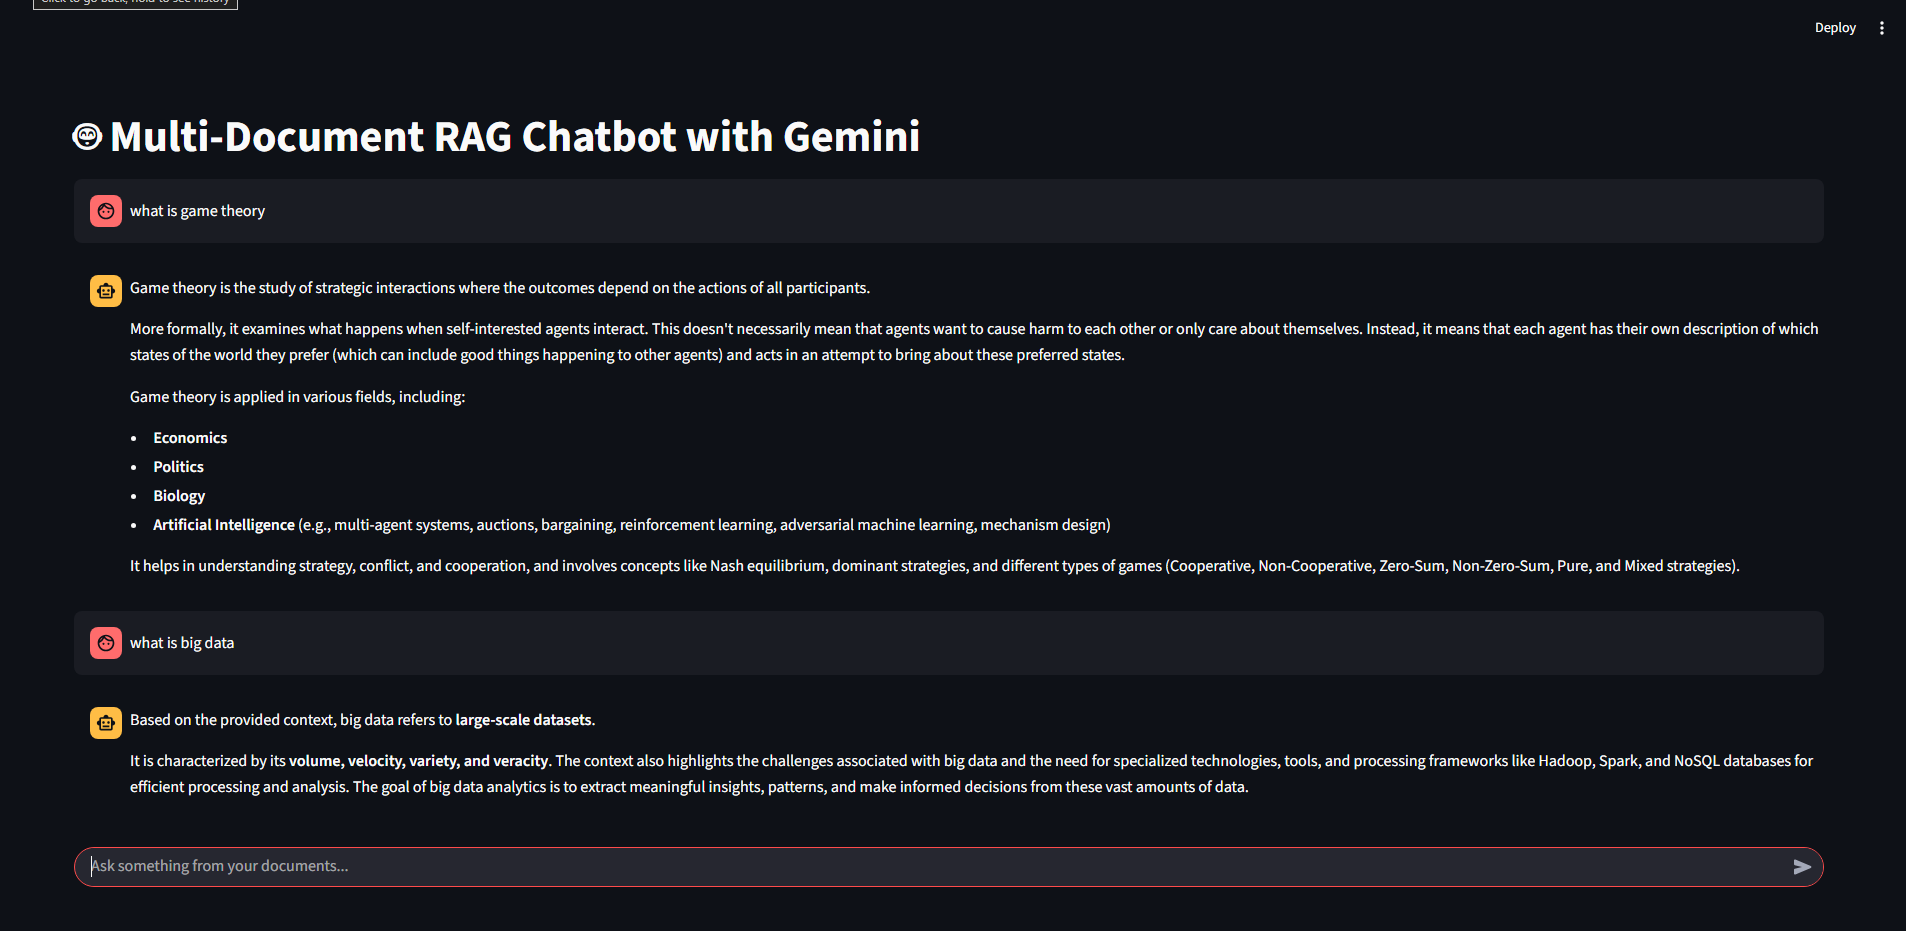 Click to go back, hold to see history
Deploy
Multi-Document RAG Chatbot with Gemini
what is game theory
Game theory is the study of strategic interactions where the outcomes depend on the actions of all participants.
More formally, it examines what happens when self-interested agents interact. This doesn't necessarily mean that agents want to cause harm to each other or only care about themselves. Instead, it means that each agent has their own description of which
states of the world they prefer (which can include good things happening to other agents) and acts in an attempt to bring about these preferred states.
Game theory is applied in various fields, including:
• Economics
• Politics
• Biology
• Artificial Intelligence (e.g., multi-agent systems, auctions, bargaining, reinforcement learning, adversarial machine learning, mechanism design)
It helps in understanding strategy, conflict, and cooperation, and involves concepts like Nash equilibrium, dominant strategies, and different types of games (Cooperative, Non-Cooperative, Zero-Sum, Non-Zero-Sum, Pure, and Mixed strategies).
what is big data
Based on the provided context, big data refers to large-scale datasets.
It is characterized by its volume, velocity, variety, and veracity. The context also highlights the challenges associated with big data and the need for specialized technologies, tools, and processing frameworks like Hadoop, Spark, and NoSQL databases for
efficient processing and analysis. The goal of big data analytics is to extract meaningful insights, patterns, and make informed decisions from these vast amounts of data.
Ask something from your documents...